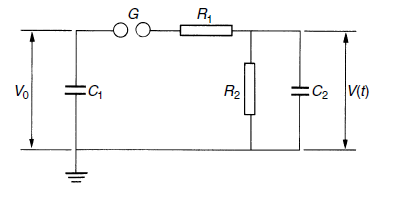 G R₁
V₀ C₁ R₂ C₂ V(t)